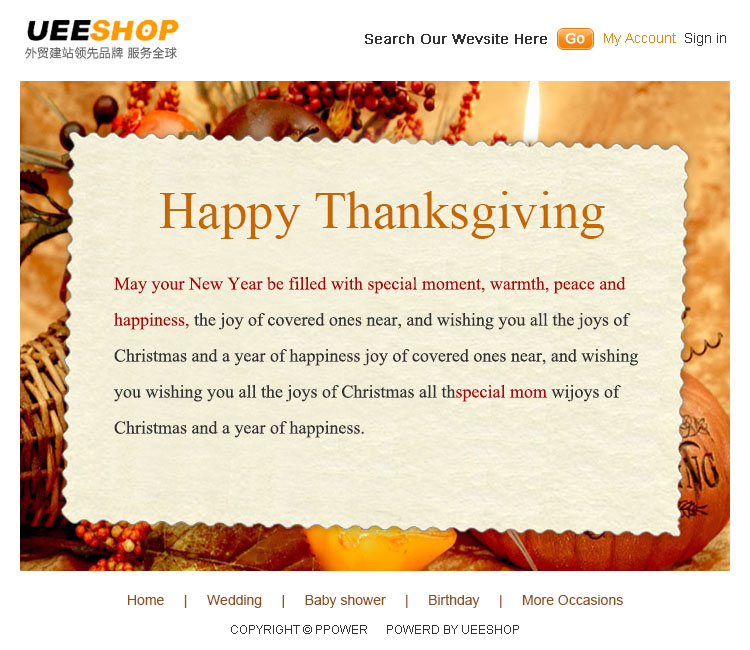 UEESHOP
外贸建站领先品牌 服务全球
Search Our Wevsite Here Go My Account Sign in
Happy Thanksgiving
May your New Year be filled with special moment, warmth, peace and
happiness, the joy of covered ones near, and wishing you all the joys of
Christmas and a year of happiness joy of covered ones near, and wishing
you wishing you all the joys of Christmas all thspecial mom wijoys of
Christmas and a year of happiness.
NG
Home | Wedding | Baby shower | Birthday | More Occasions
COPYRIGHT © PPOWER POWERD BY UEESHOP